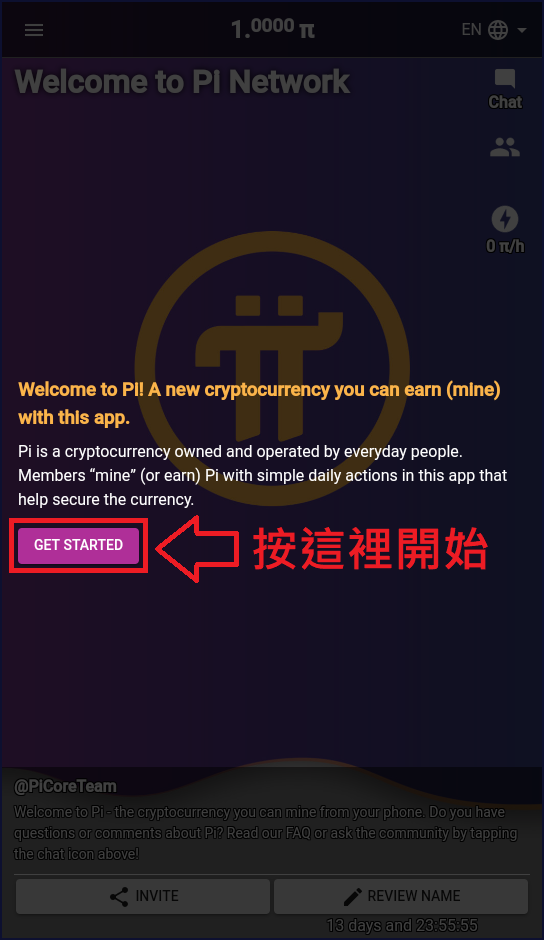 1.0000 π
EN
Welcome to Pi Network
Chat
0 π/h
Welcome to Pi! A new cryptocurrency you can earn (mine)
with this app.
Pi is a cryptocurrency owned and operated by everyday people.
Members “mine” (or earn) Pi with simple daily actions in this app that
help secure the currency.
GET STARTED
按這裡開始
@PiCoreTeam
Welcome to Pi - the cryptocurrency you can mine from your phone. Do you have
questions or comments about Pi? Read our FAQ or ask the community by tapping
the chat icon above!
INVITE
REVIEW NAME
13 days and 23:55:55